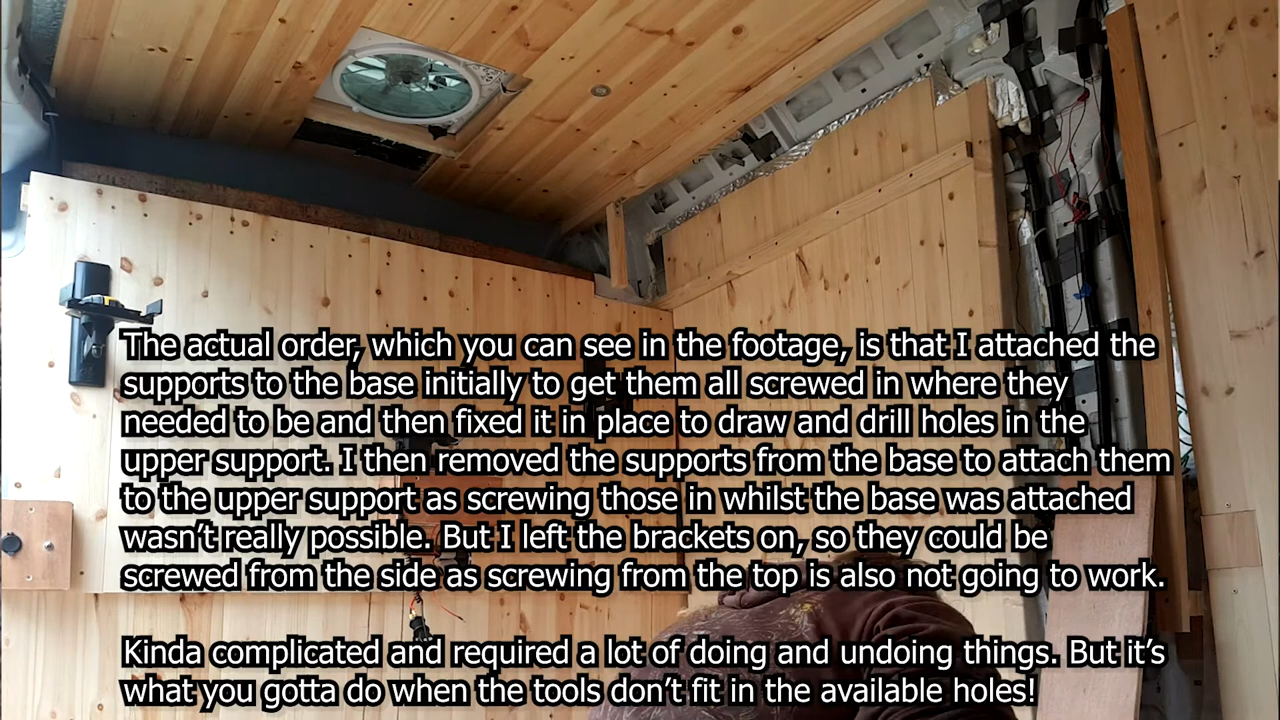 The actual order, which you can see in the footage, is that I attached the
supports to the base initially to get them all screwed in where they
needed to be and then fixed it in place to draw and drill holes in the
upper support. I then removed the supports from the base to attach them
to the upper support as screwing those in whilst the base was attached
wasn’t really possible. But I left the brackets on, so they could be
screwed from the side as screwing from the top is also not going to work.
Kinda complicated and required a lot of doing and undoing things. But it’s
what you gotta do when the tools don’t fit in the available holes!